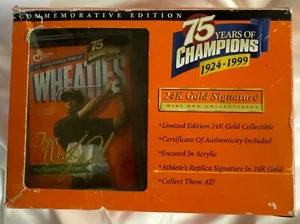 COMMEMORATIVE EDITION
75 YEARS OF
CHAMPIONS
1924-1999
75
WHEATIES
24K Gold Signature
MINI BOX COLLECTIBLES
•Limited Edition 24K Gold Collectible
•Certificate Of Authenticity Included
•Encased In Acrylic
•Athlete's Replica Signature In 24K Gold
•Collect Them All!